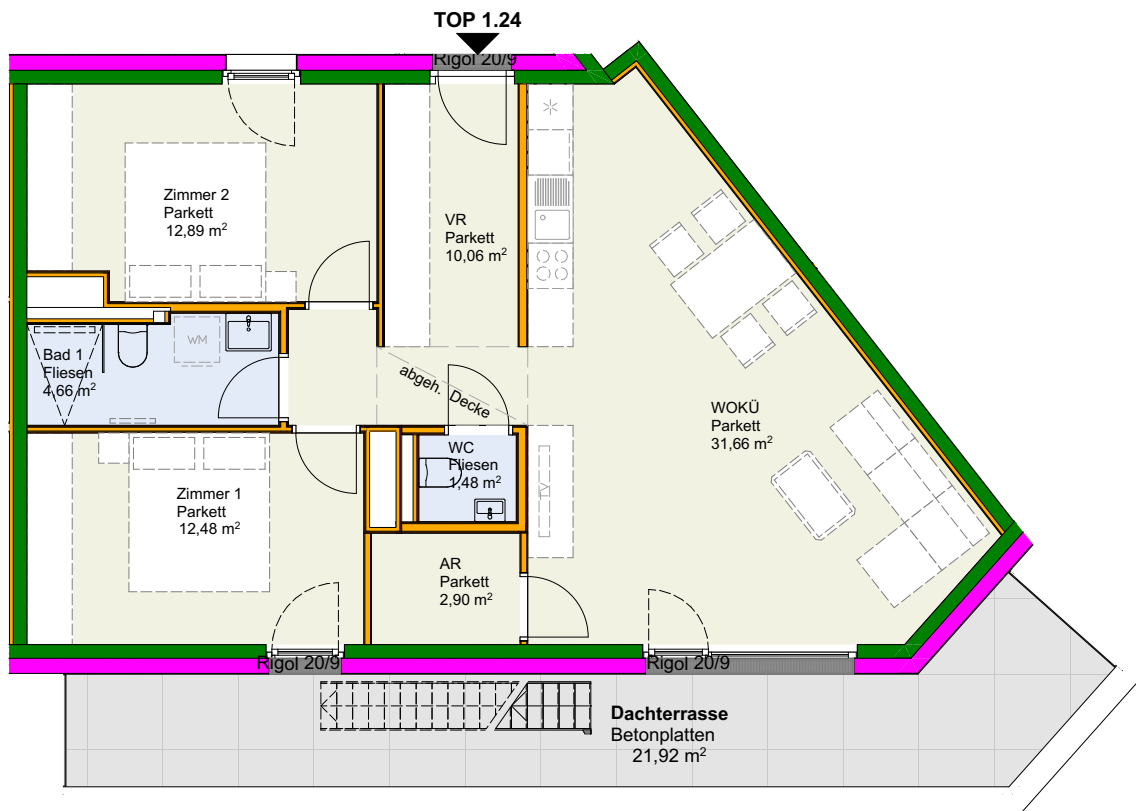 TOP 1.24
Rigol 20/9
Zimmer 2
Parkett
12,89 m²
VR
Parkett
10,06 m²
WM
Bad 1
Fliesen
4,66 m²
abgeh. Decke
WOKÜ
Parkett
31,66 m²
WC
Fliesen
1,48 m²
TV
Zimmer 1
Parkett
12,48 m²
AR
Parkett
2,90 m²
Rigol 20/9
Rigol 20/9
Dachterrasse
Betonplatten
21,92 m²